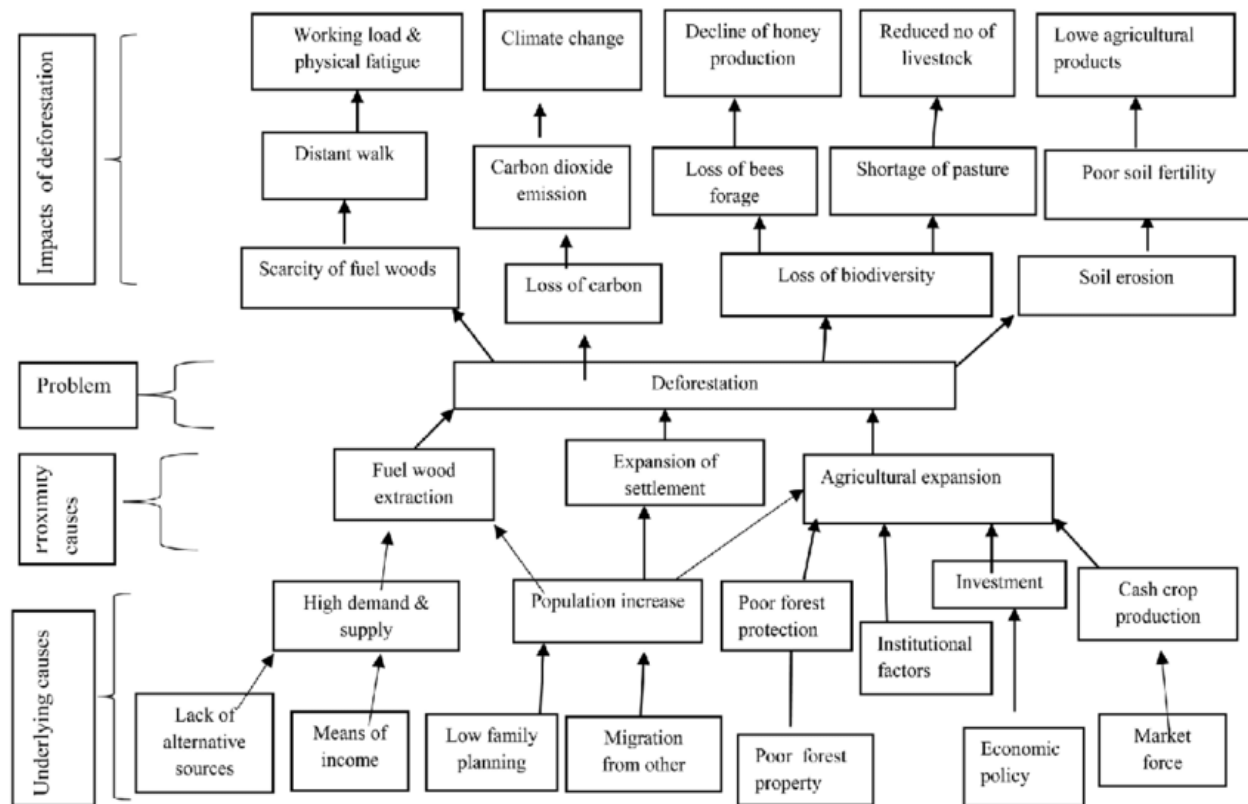 Impacts of deforestation
Working load &
physical fatigue
Climate change
Decline of honey
production
Reduced no of
livestock
Lowe agricultural
products
Distant walk
Carbon dioxide
emission
Loss of bees
forage
Shortage of pasture
Poor soil fertility
Scarcity of fuel woods
Loss of carbon
Loss of biodiversity
Soil erosion
Problem
Deforestation
Proximity
causes
Fuel wood
extraction
Expansion of
settlement
Agricultural expansion
Underlying causes
High demand &
supply
Population increase
Poor forest
protection
Institutional
factors
Investment
Cash crop
production
Lack of
alternative
sources
Means of
income
Low family
planning
Migration
from other
Poor forest
property
Economic
policy
Market
force